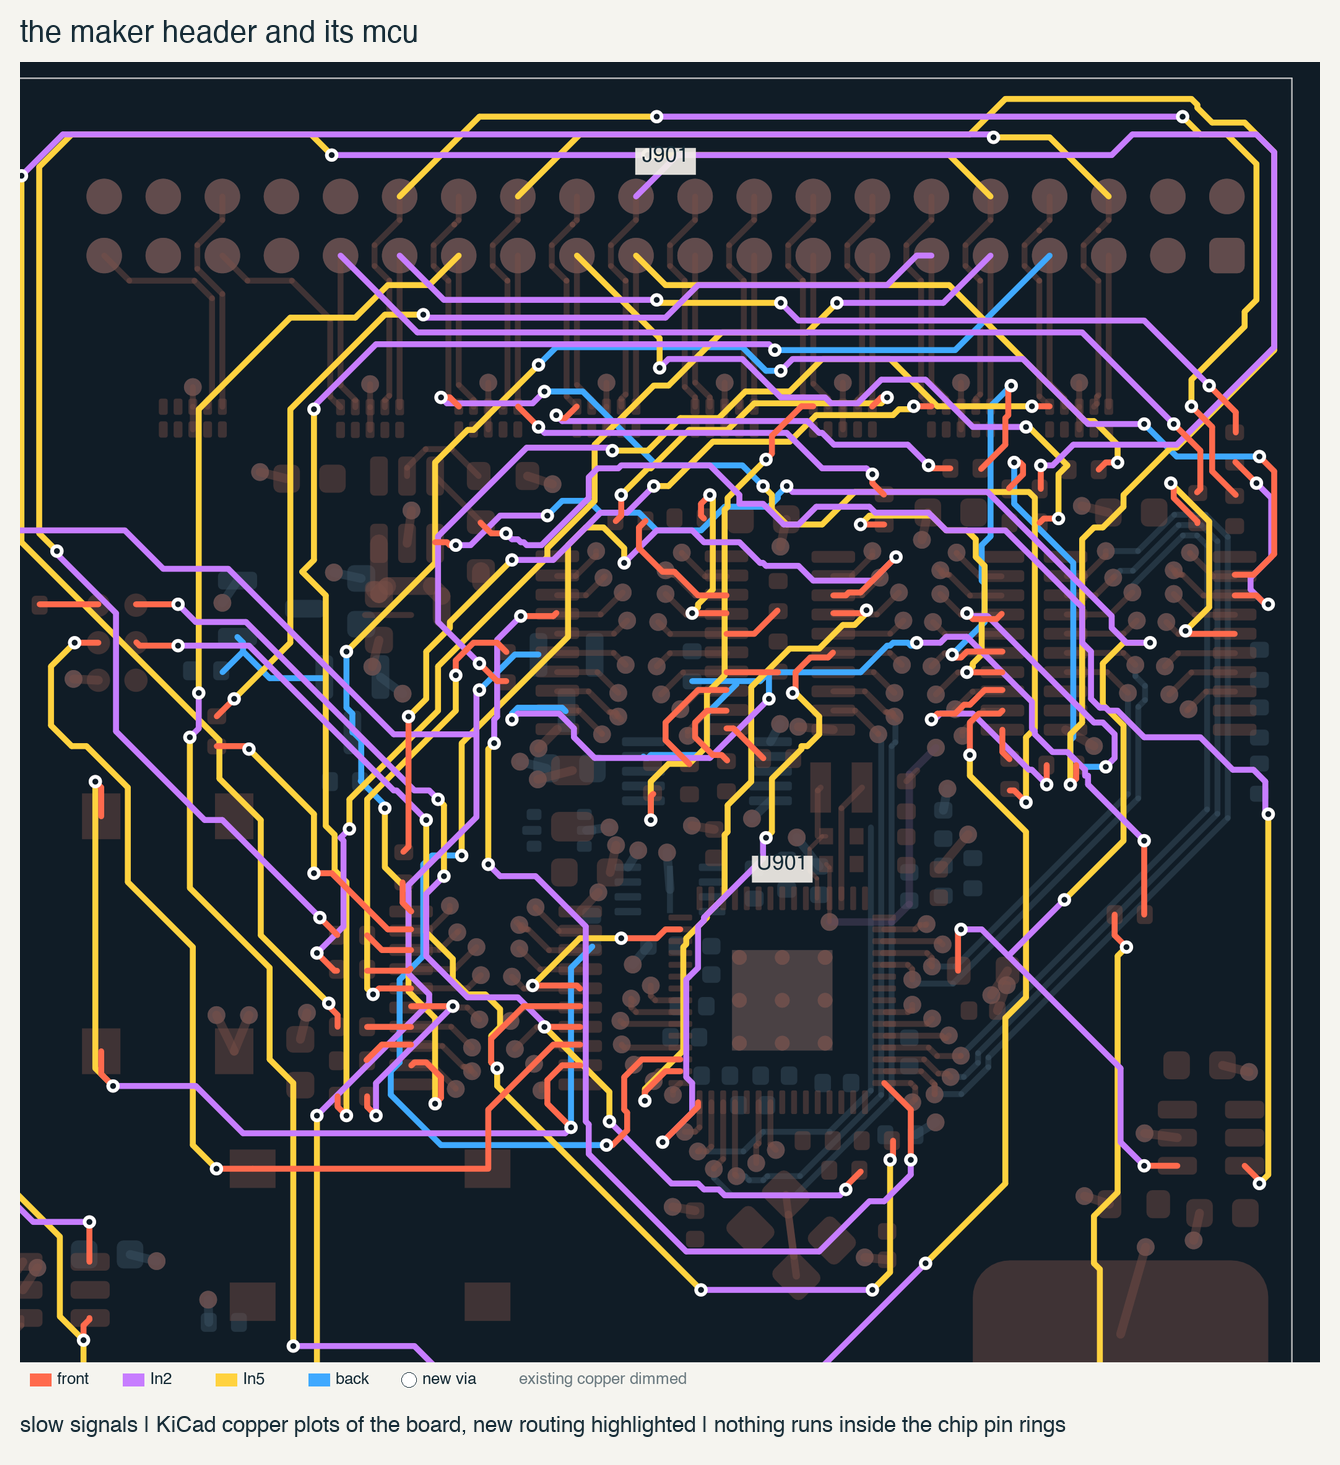 the maker header and its mcu
J901
U901
front In2 In5 back new via existing copper dimmed
slow signals | KiCad copper plots of the board, new routing highlighted | nothing runs inside the chip pin rings